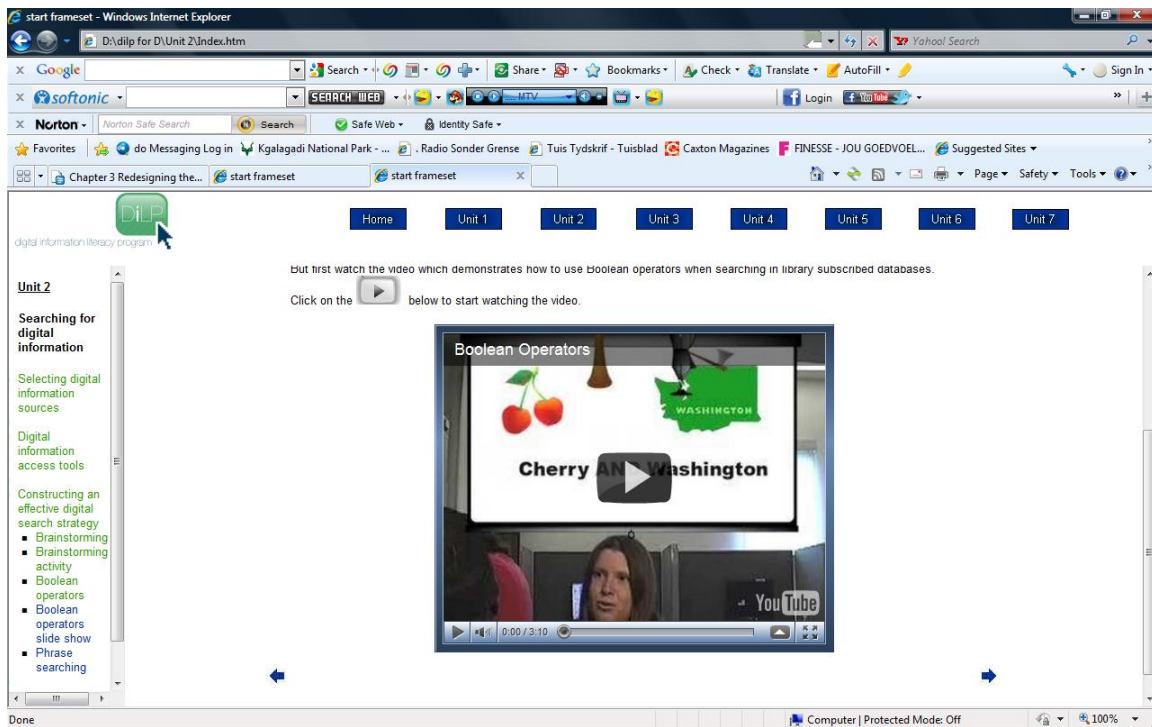 start frameset - Windows Internet Explorer
D:\dilp for D\Unit 2\Index.htm
Yahoo! Search
x Google Search Share Bookmarks Check Translate AutoFill Sign In
x softonic SEARCH WEB MTV Login YouTube »
x Norton Norton Safe Search Search Safe Web Identity Safe
Favorites do Messaging Log in Kgalagadi National Park - ... . Radio Sonder Grense Tuis Tydskrif - Tuisblad Caxton Magazines FINESSE - JOU GOEDVOEL... Suggested Sites
Chapter 3 Redesigning the... start frameset start frameset x Page Safety Tools
DiLP
digital information literacy program
Home Unit 1 Unit 2 Unit 3 Unit 4 Unit 5 Unit 6 Unit 7
Unit 2
Searching for
digital
information
Selecting digital
information
sources
Digital
information
access tools
Constructing an
effective digital
search strategy
Brainstorming
Brainstorming
activity
Boolean
operators
Boolean
operators
slide show
Phrase
searching
But first watch the video which demonstrates how to use Boolean operators when searching in library subscribed databases.
Click on the below to start watching the video.
Boolean Operators
WASHINGTON
Cherry AND Washington
YouTube
0:00 / 3:10
Done
Computer | Protected Mode: Off
100%